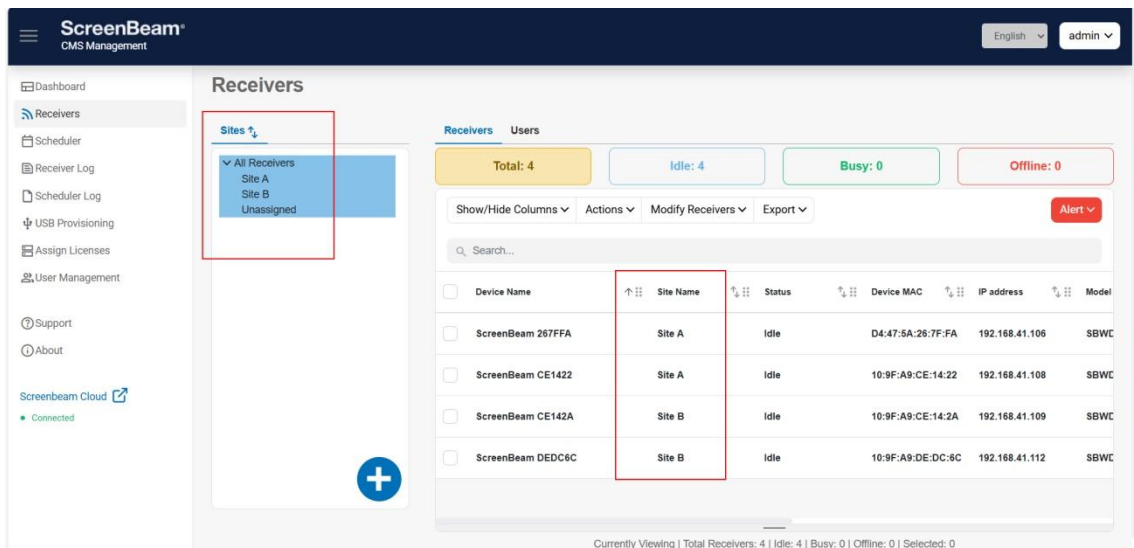 ScreenBeam®
CMS Management
English
admin
Dashboard
Receivers
Scheduler
Receiver Log
Scheduler Log
USB Provisioning
Assign Licenses
User Management
Support
About
Screenbeam Cloud
Connected
Receivers
Sites
All Receivers
Site A
Site B
Unassigned
Receivers Users
Total: 4 Idle: 4 Busy: 0 Offline: 0
Show/Hide Columns Actions Modify Receivers Export Alert
Search...
Device Name Site Name Status Device MAC IP address Model
ScreenBeam 267FFA Site A Idle D4:47:5A:26:7F:FA 192.168.41.106 SBWD
ScreenBeam CE1422 Site A Idle 10:9F:A9:CE:14:22 192.168.41.108 SBWD
ScreenBeam CE142A Site B Idle 10:9F:A9:CE:14:2A 192.168.41.109 SBWD
ScreenBeam DEDC6C Site B Idle 10:9F:A9:DE:DC:6C 192.168.41.112 SBWD
Currently Viewing | Total Receivers: 4 | Idle: 4 | Busy: 0 | Offline: 0 | Selected: 0